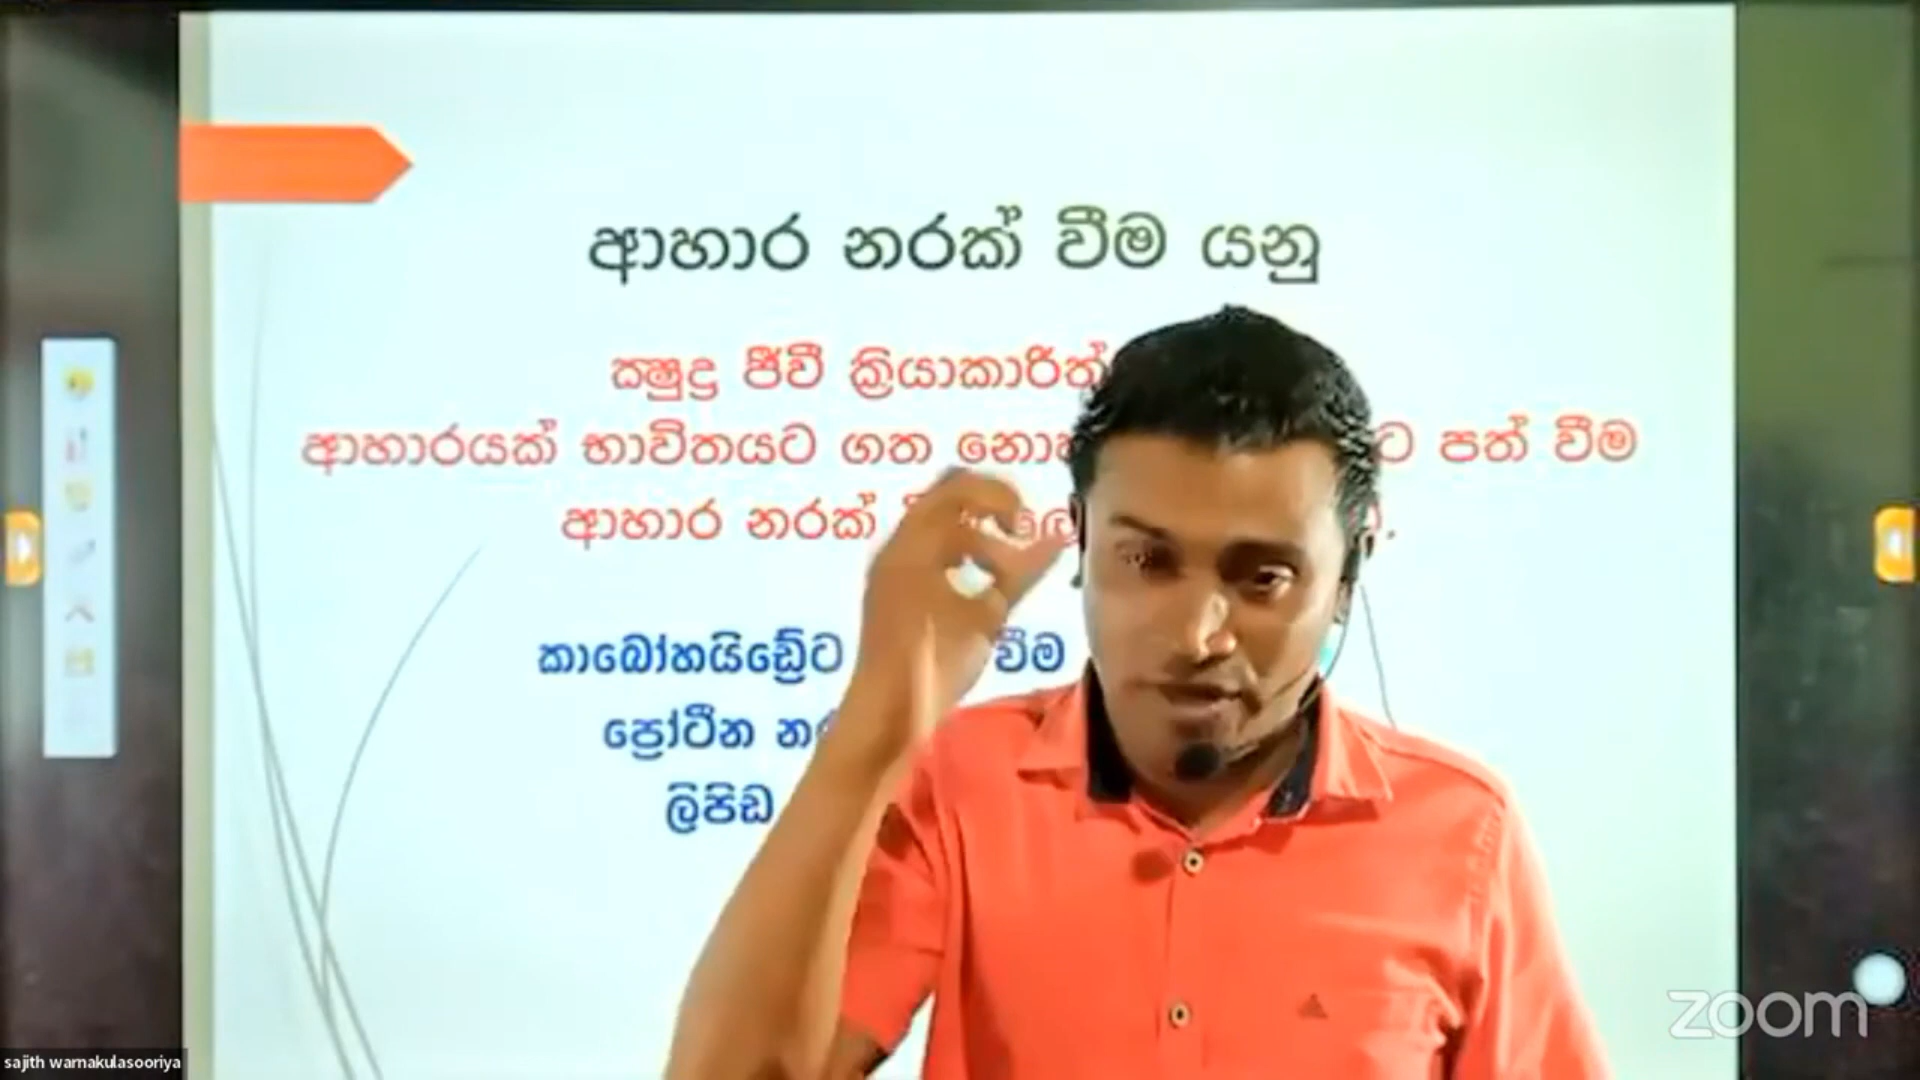 ආහාර නරක් වීම යනු
ක්‍ෂුද්‍ර ජීවී
ආහාරයක් භාවිතයට ගත පත් වීම
ආහාර නරක්
කාබෝහයිඩ්‍රේට වීම
ප්‍රෝටීන
ලිපිඩ
sajith warnakulasooriya
zoom